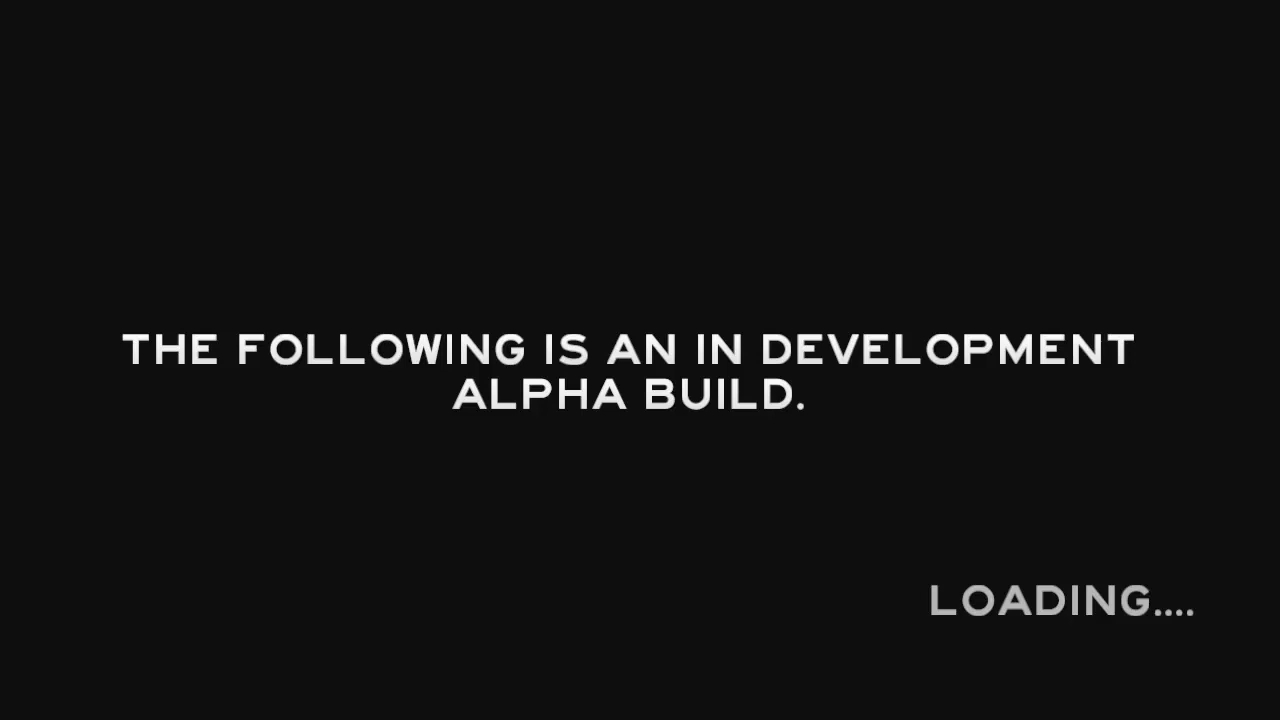 THE FOLLOWING IS AN IN DEVELOPMENT
ALPHA BUILD.
LOADING....